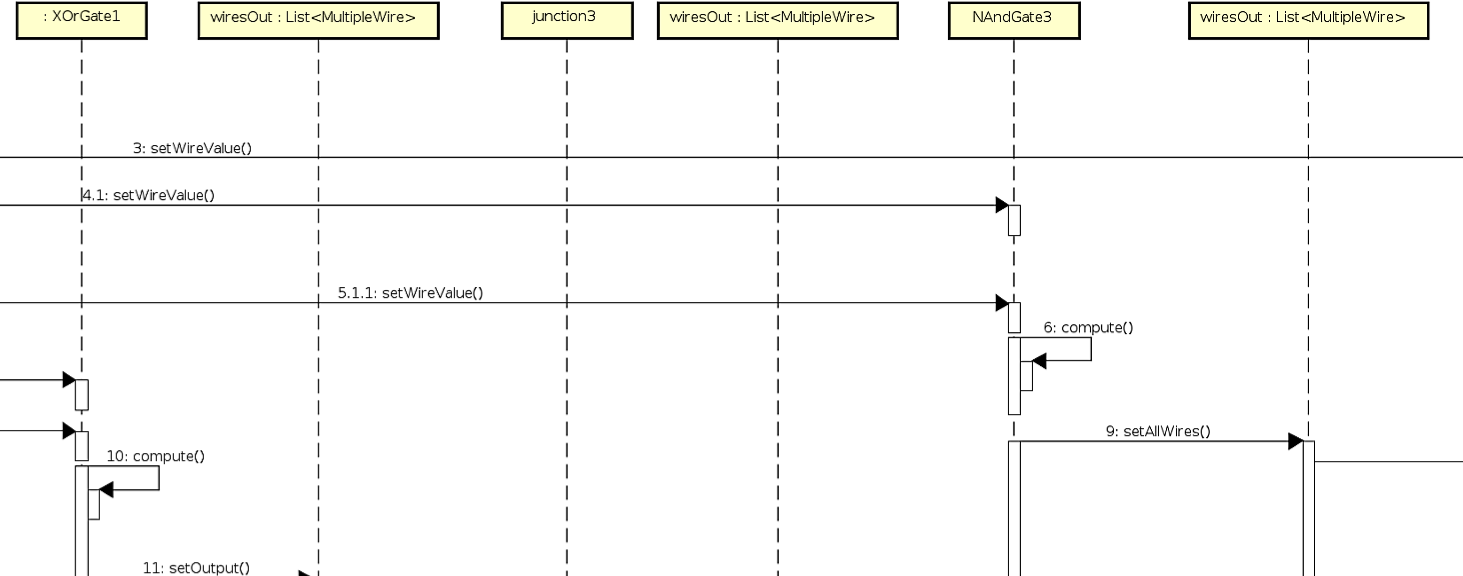 : XOrGate1
wiresOut : List<MultipleWire>
junction3
wiresOut : List<MultipleWire>
NAndGate3
wiresOut : List<MultipleWire>
3: setWireValue()
4.1: setWireValue()
5.1.1: setWireValue()
6: compute()
9: setAllWires()
10: compute()
11: setOutput()